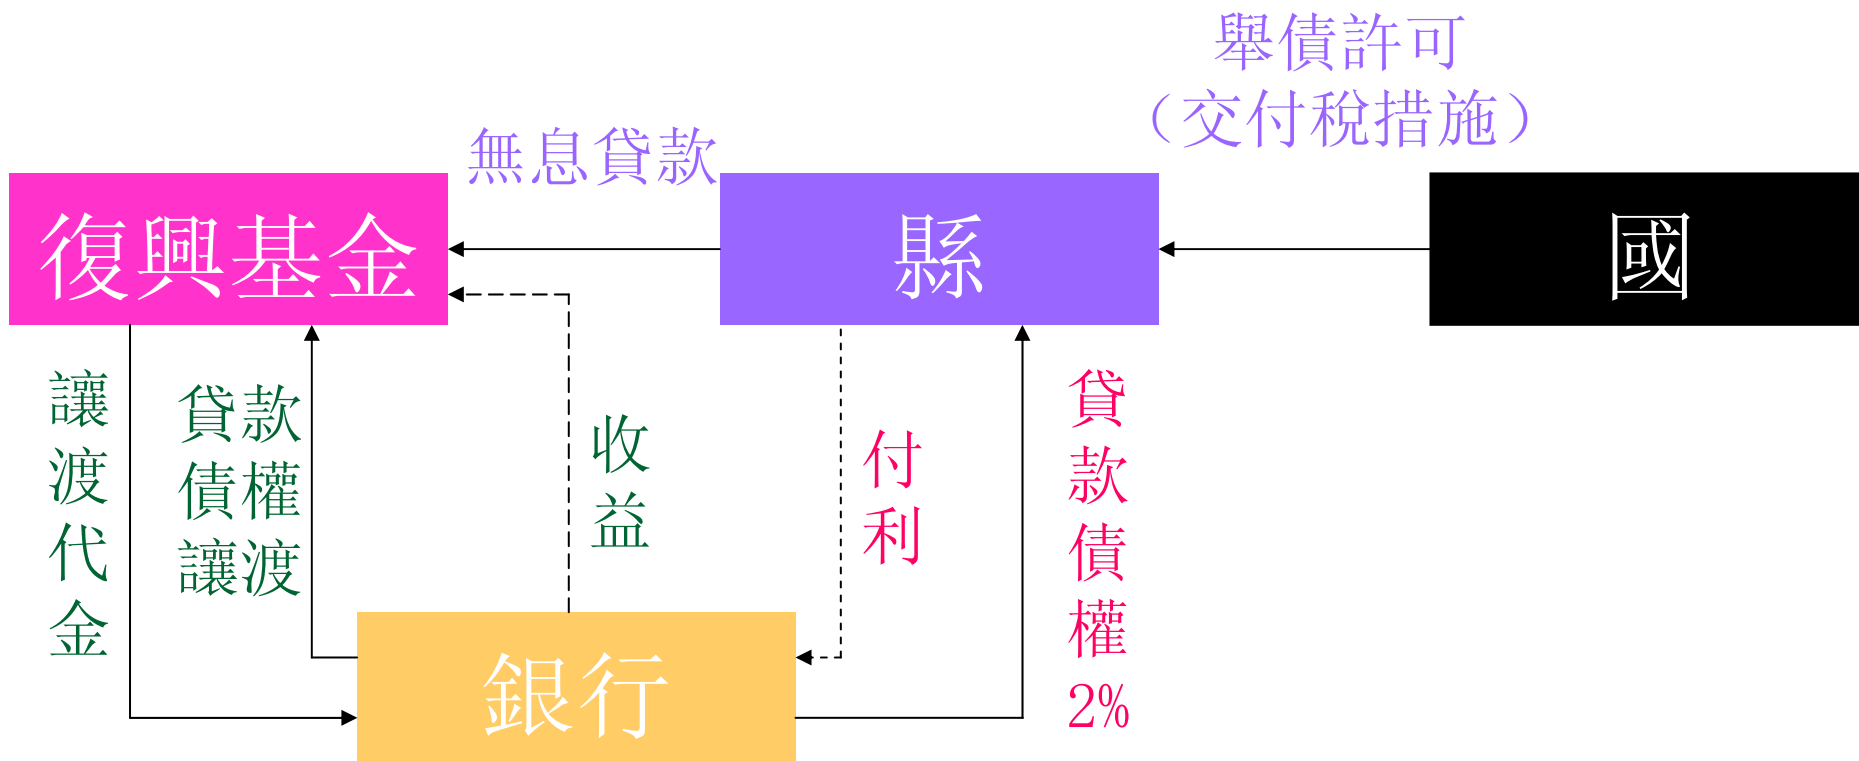 舉債許可
（交付稅措施）
無息貸款
復興基金
縣
國
讓渡代金
貸款
債權
讓渡
收益
付利
貸款債權2%
銀行